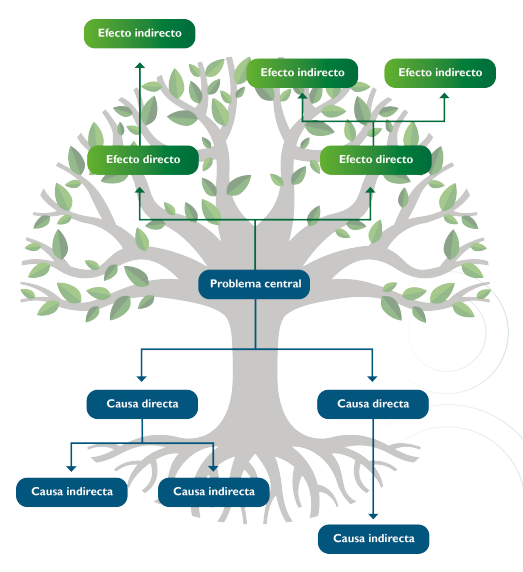 Efecto indirecto
Efecto indirecto
Efecto indirecto
Efecto directo
Efecto directo
Problema central
Causa directa
Causa directa
Causa indirecta
Causa indirecta
Causa indirecta